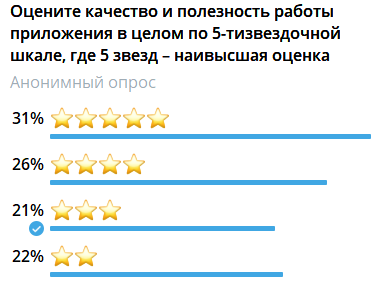 Оцените качество и полезность работы
приложения в целом по 5-тизвездочной
шкале, где 5 звезд – наивысшая оценка
Анонимный опрос
31% ⭐⭐⭐⭐⭐
26% ⭐⭐⭐⭐
21% ⭐⭐⭐
22% ⭐⭐